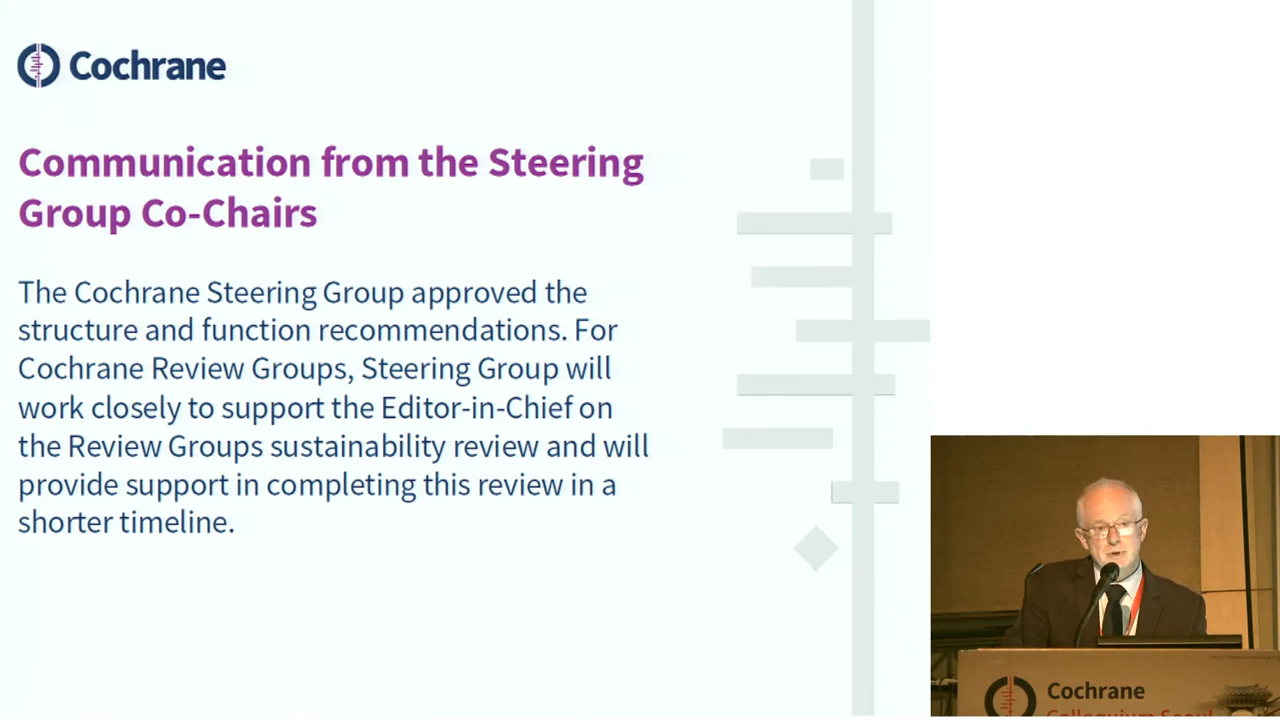 Cochrane
Communication from the Steering
Group Co-Chairs
The Cochrane Steering Group approved the
structure and function recommendations. For
Cochrane Review Groups, Steering Group will
work closely to support the Editor-in-Chief on
the Review Groups sustainability review and will
provide support in completing this review in a
shorter timeline.
Cochrane
Colloquium Seoul